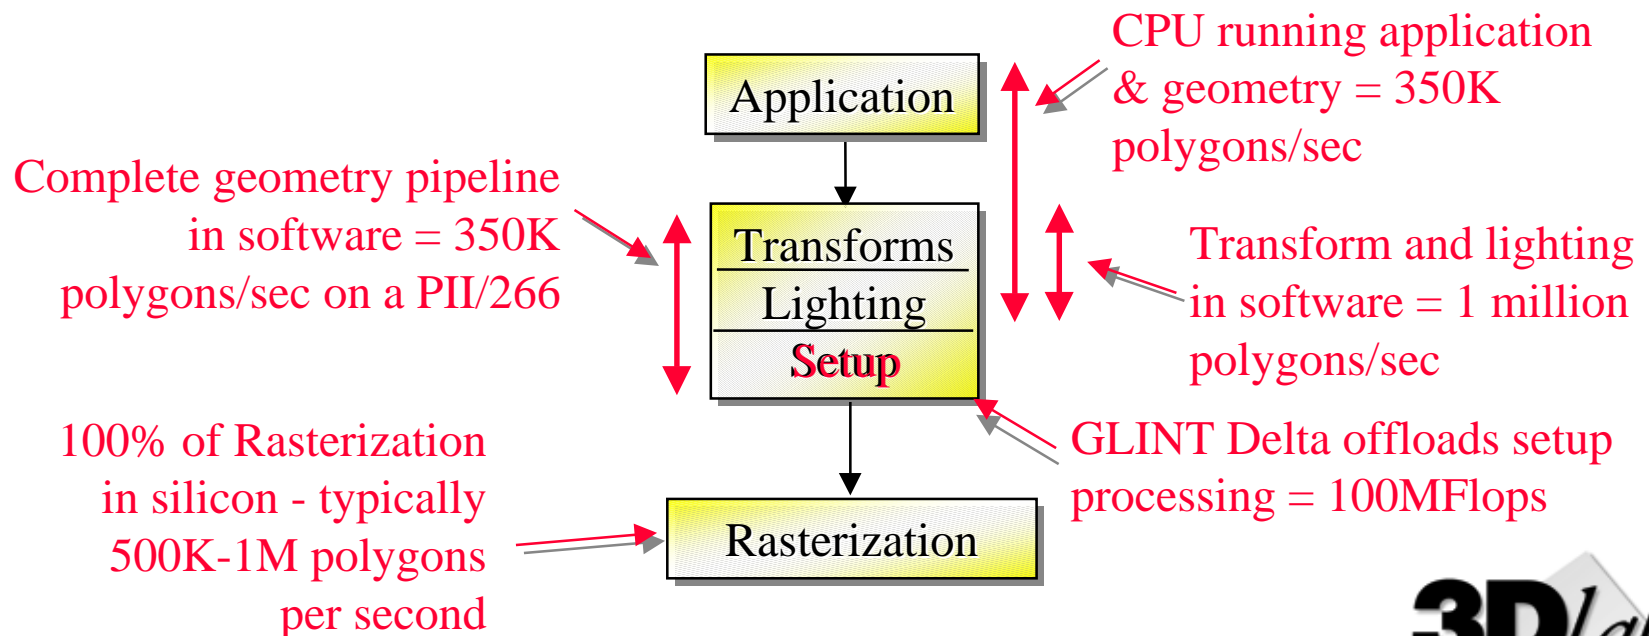 CPU running application
& geometry = 350K
polygons/sec
Application
Complete geometry pipeline
in software = 350K
polygons/sec on a PII/266
Transforms
Lighting
Setup
Transform and lighting
in software = 1 million
polygons/sec
GLINT Delta offloads setup
processing = 100MFlops
100% of Rasterization
in silicon - typically
500K-1M polygons
per second
Rasterization
3D